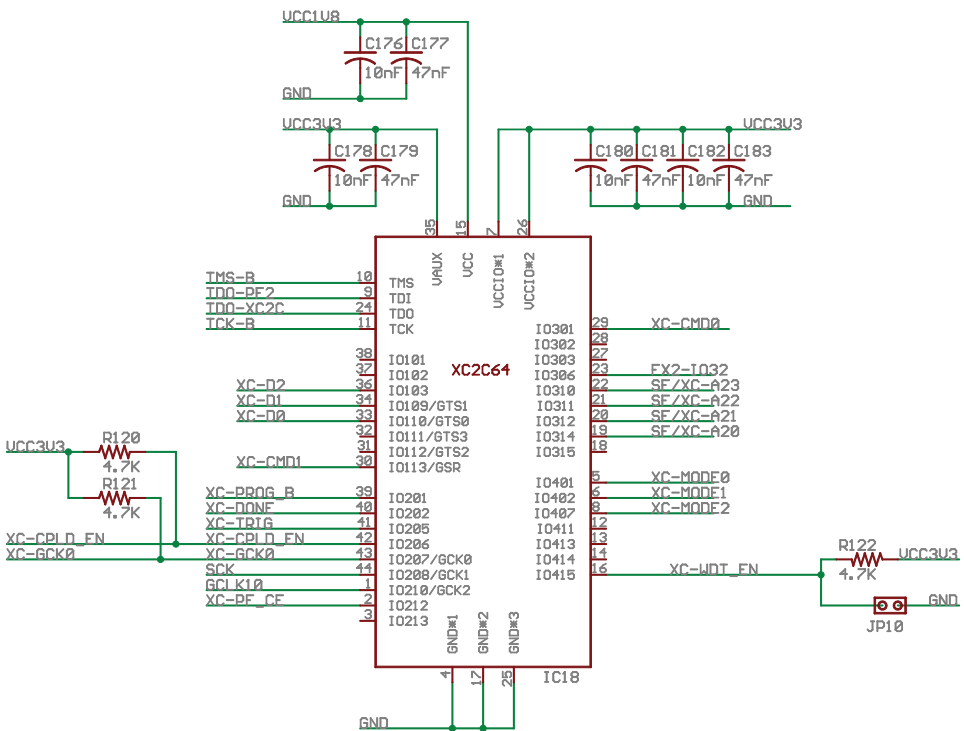 VCC1V8
C176 C177
10nF 47nF
GND
VCC3V3 VCC3V3
C178 C179 C180 C181 C182 C183
10nF 47nF 10nF 47nF 10nF 47nF
GND GND
35 15 7 26
VAUX VCC VCCIO*1 VCCIO*2
TMS-B 10 TMS
TDO-PE2 9 TDI
TDO-XC2C 24 TDO
TCK-B 11 TCK
IO301 29 XC-CMD0
IO302 28
38 IO101 IO303 27
37 IO102 XC2C64 IO306 23 FX2-IO32
XC-D2 36 IO103 IO310 22 SF/XC-A23
XC-D1 34 IO109/GTS1 IO311 21 SF/XC-A22
XC-D0 33 IO110/GTS0 IO312 20 SF/XC-A21
32 IO111/GTS3 IO314 19 SF/XC-A20
31 IO112/GTS2 IO315 18
XC-CMD1 30 IO113/GSR
VCC3V3 R120
4.7K
R121
4.7K
IO401 5 XC-MODE0
XC-PROG_B 39 IO201 IO402 6 XC-MODE1
XC-DONE 40 IO202 IO407 8 XC-MODE2
XC-TRIG 41 IO205 IO411 12
XC-CPLD_EN XC-CPLD_EN 42 IO206 IO413 13
XC-GCK0 XC-GCK0 43 IO207/GCK0 IO414 14
SCK 44 IO208/GCK1 IO415 16 XC-WDT_EN
GCLK10 1 IO210/GCK2
XC-PF_CE 2 IO212
3 IO213
R122 VCC3V3
4.7K
GND
JP10
GND*1 GND*2 GND*3
4 17 25
IC18
GND